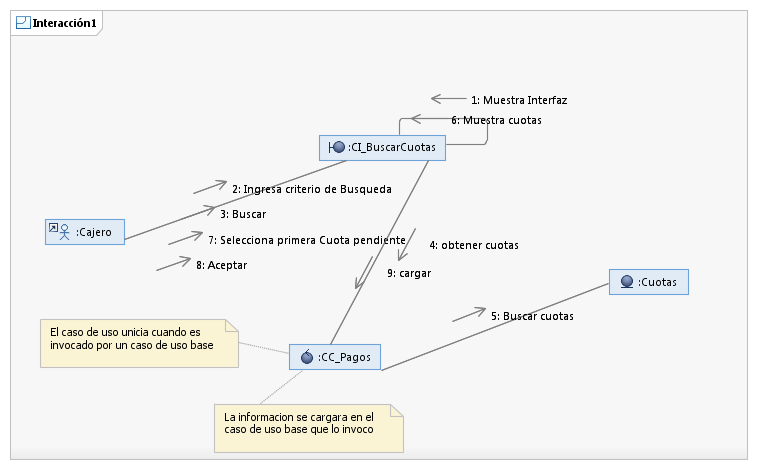 Interacción1
1: Muestra Interfaz
6: Muestra cuotas
:CI_BuscarCuotas
2: Ingresa criterio de Busqueda
3: Buscar
:Cajero
7: Selecciona primera Cuota pendiente
4: obtener cuotas
8: Aceptar
9: cargar
:Cuotas
5: Buscar cuotas
El caso de uso unicia cuando es
invocado por un caso de uso base
:CC_Pagos
La informacion se cargara en el
caso de uso base que lo invoco